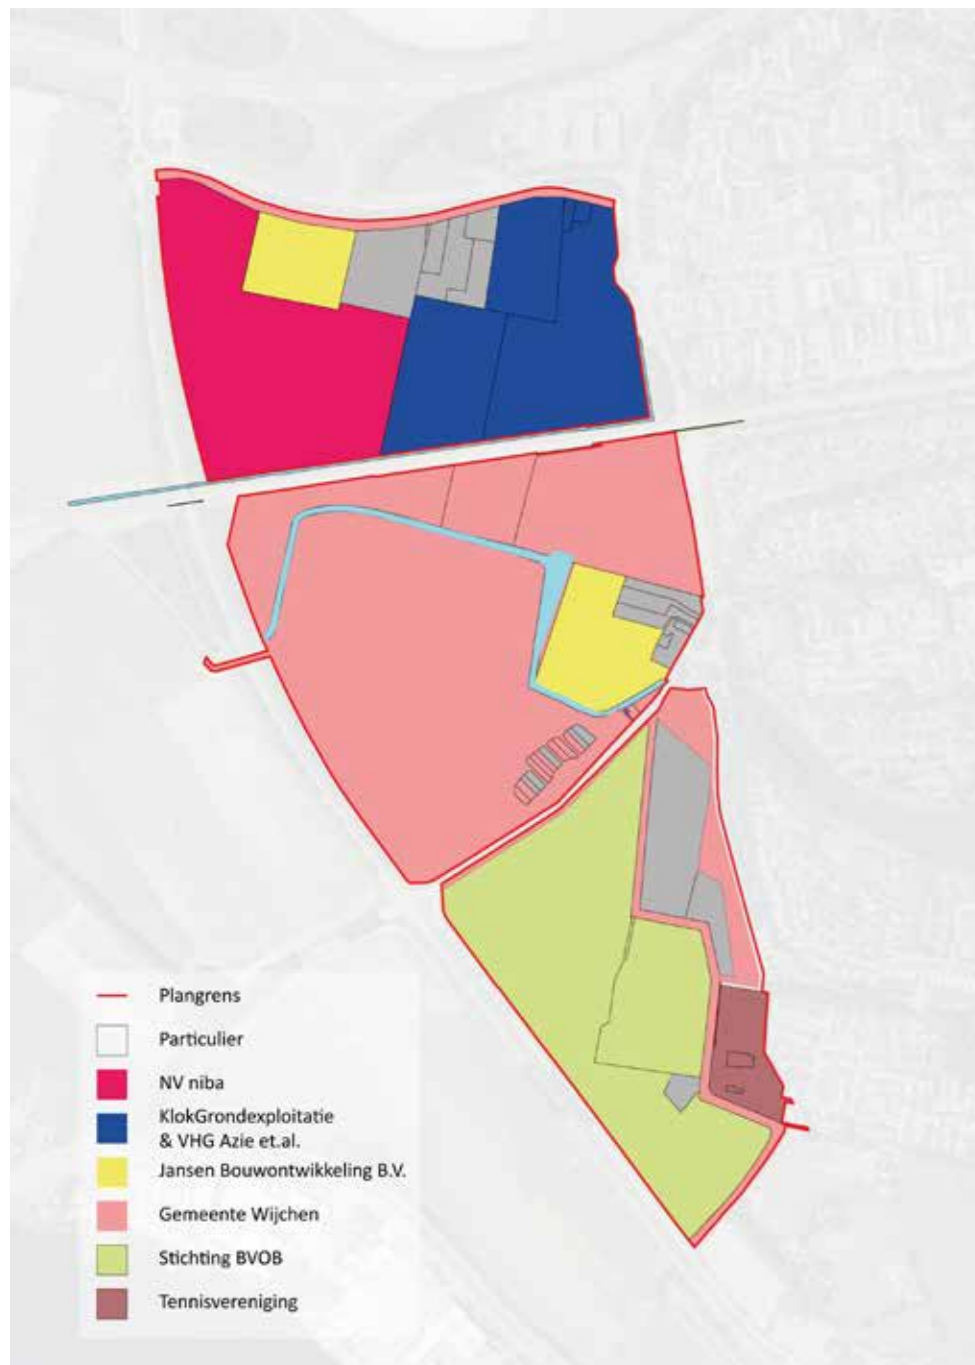 Plangrens
Particulier
NV niba
KlokGrondexploitatie
& VHG Azie et.al.
Jansen Bouwontwikkeling B.V.
Gemeente Wijchen
Stichting BVOB
Tennisvereniging